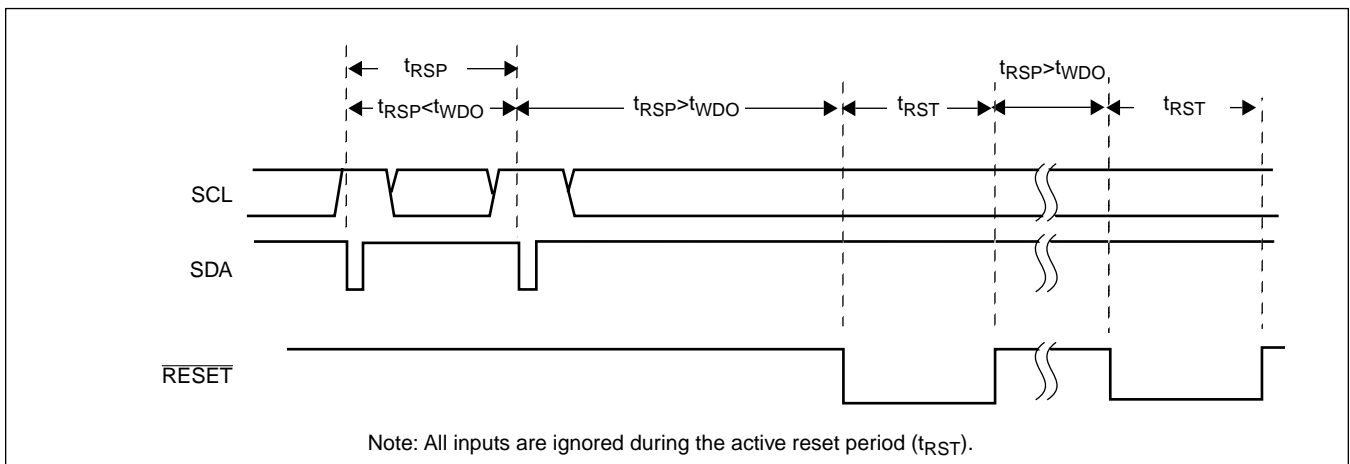 tRSP
tRSP<tWDO
tRSP>tWDO
tRST
tRSP>tWDO
tRST
SCL
SDA
RESET
Note: All inputs are ignored during the active reset period (tRST).